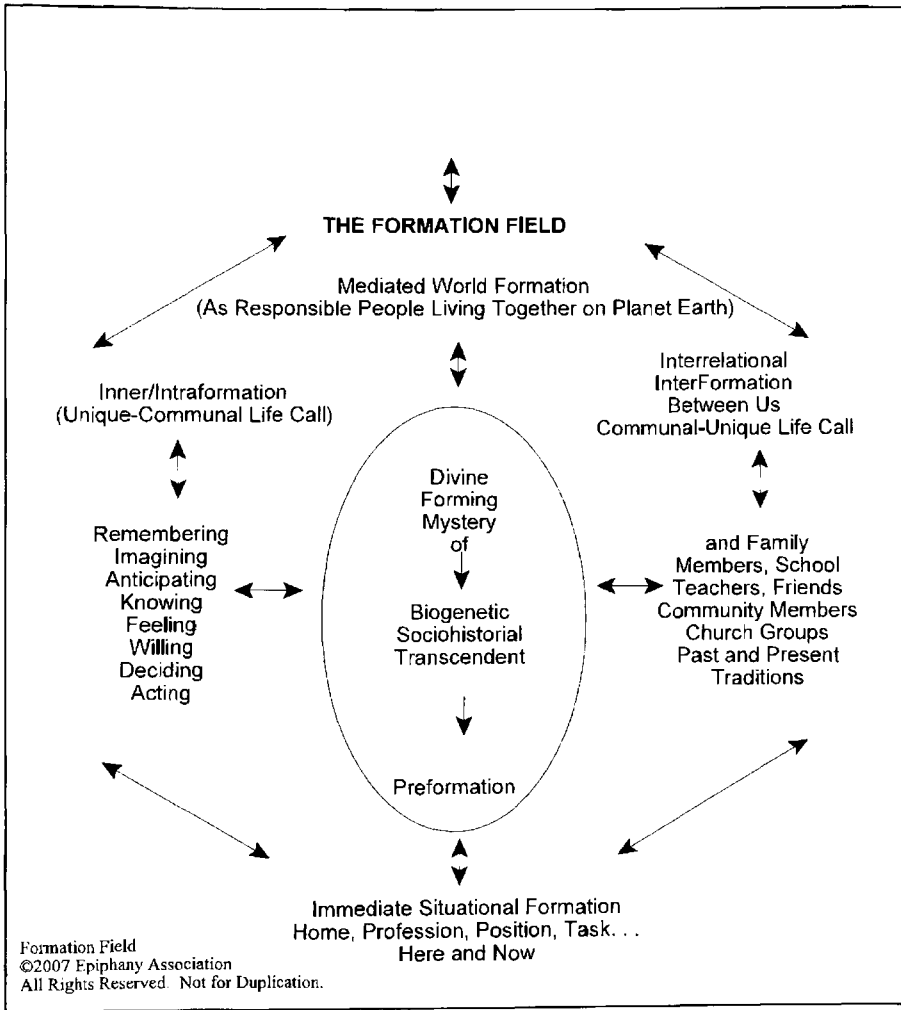 THE FORMATION FIELD
Mediated World Formation
(As Responsible People Living Together on Planet Earth)
Inner/Intraformation
(Unique-Communal Life Call)
Remembering
Imagining
Anticipating
Knowing
Feeling
Willing
Deciding
Acting
Divine
Forming
Mystery
of
Biogenetic
Sociohistorial
Transcendent
Preformation
Interrelational
InterFormation
Between Us
Communal-Unique Life Call
and Family
Members, School
Teachers, Friends
Community Members
Church Groups
Past and Present
Traditions
Immediate Situational Formation
Home, Profession, Position, Task. . .
Here and Now
Formation Field
©2007 Epiphany Association
All Rights Reserved. Not for Duplication.